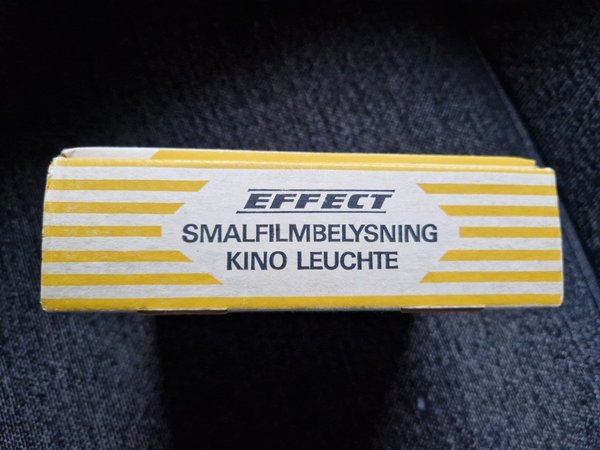 EFFECT
SMALFILMBELYSNING
KINO LEUCHTE